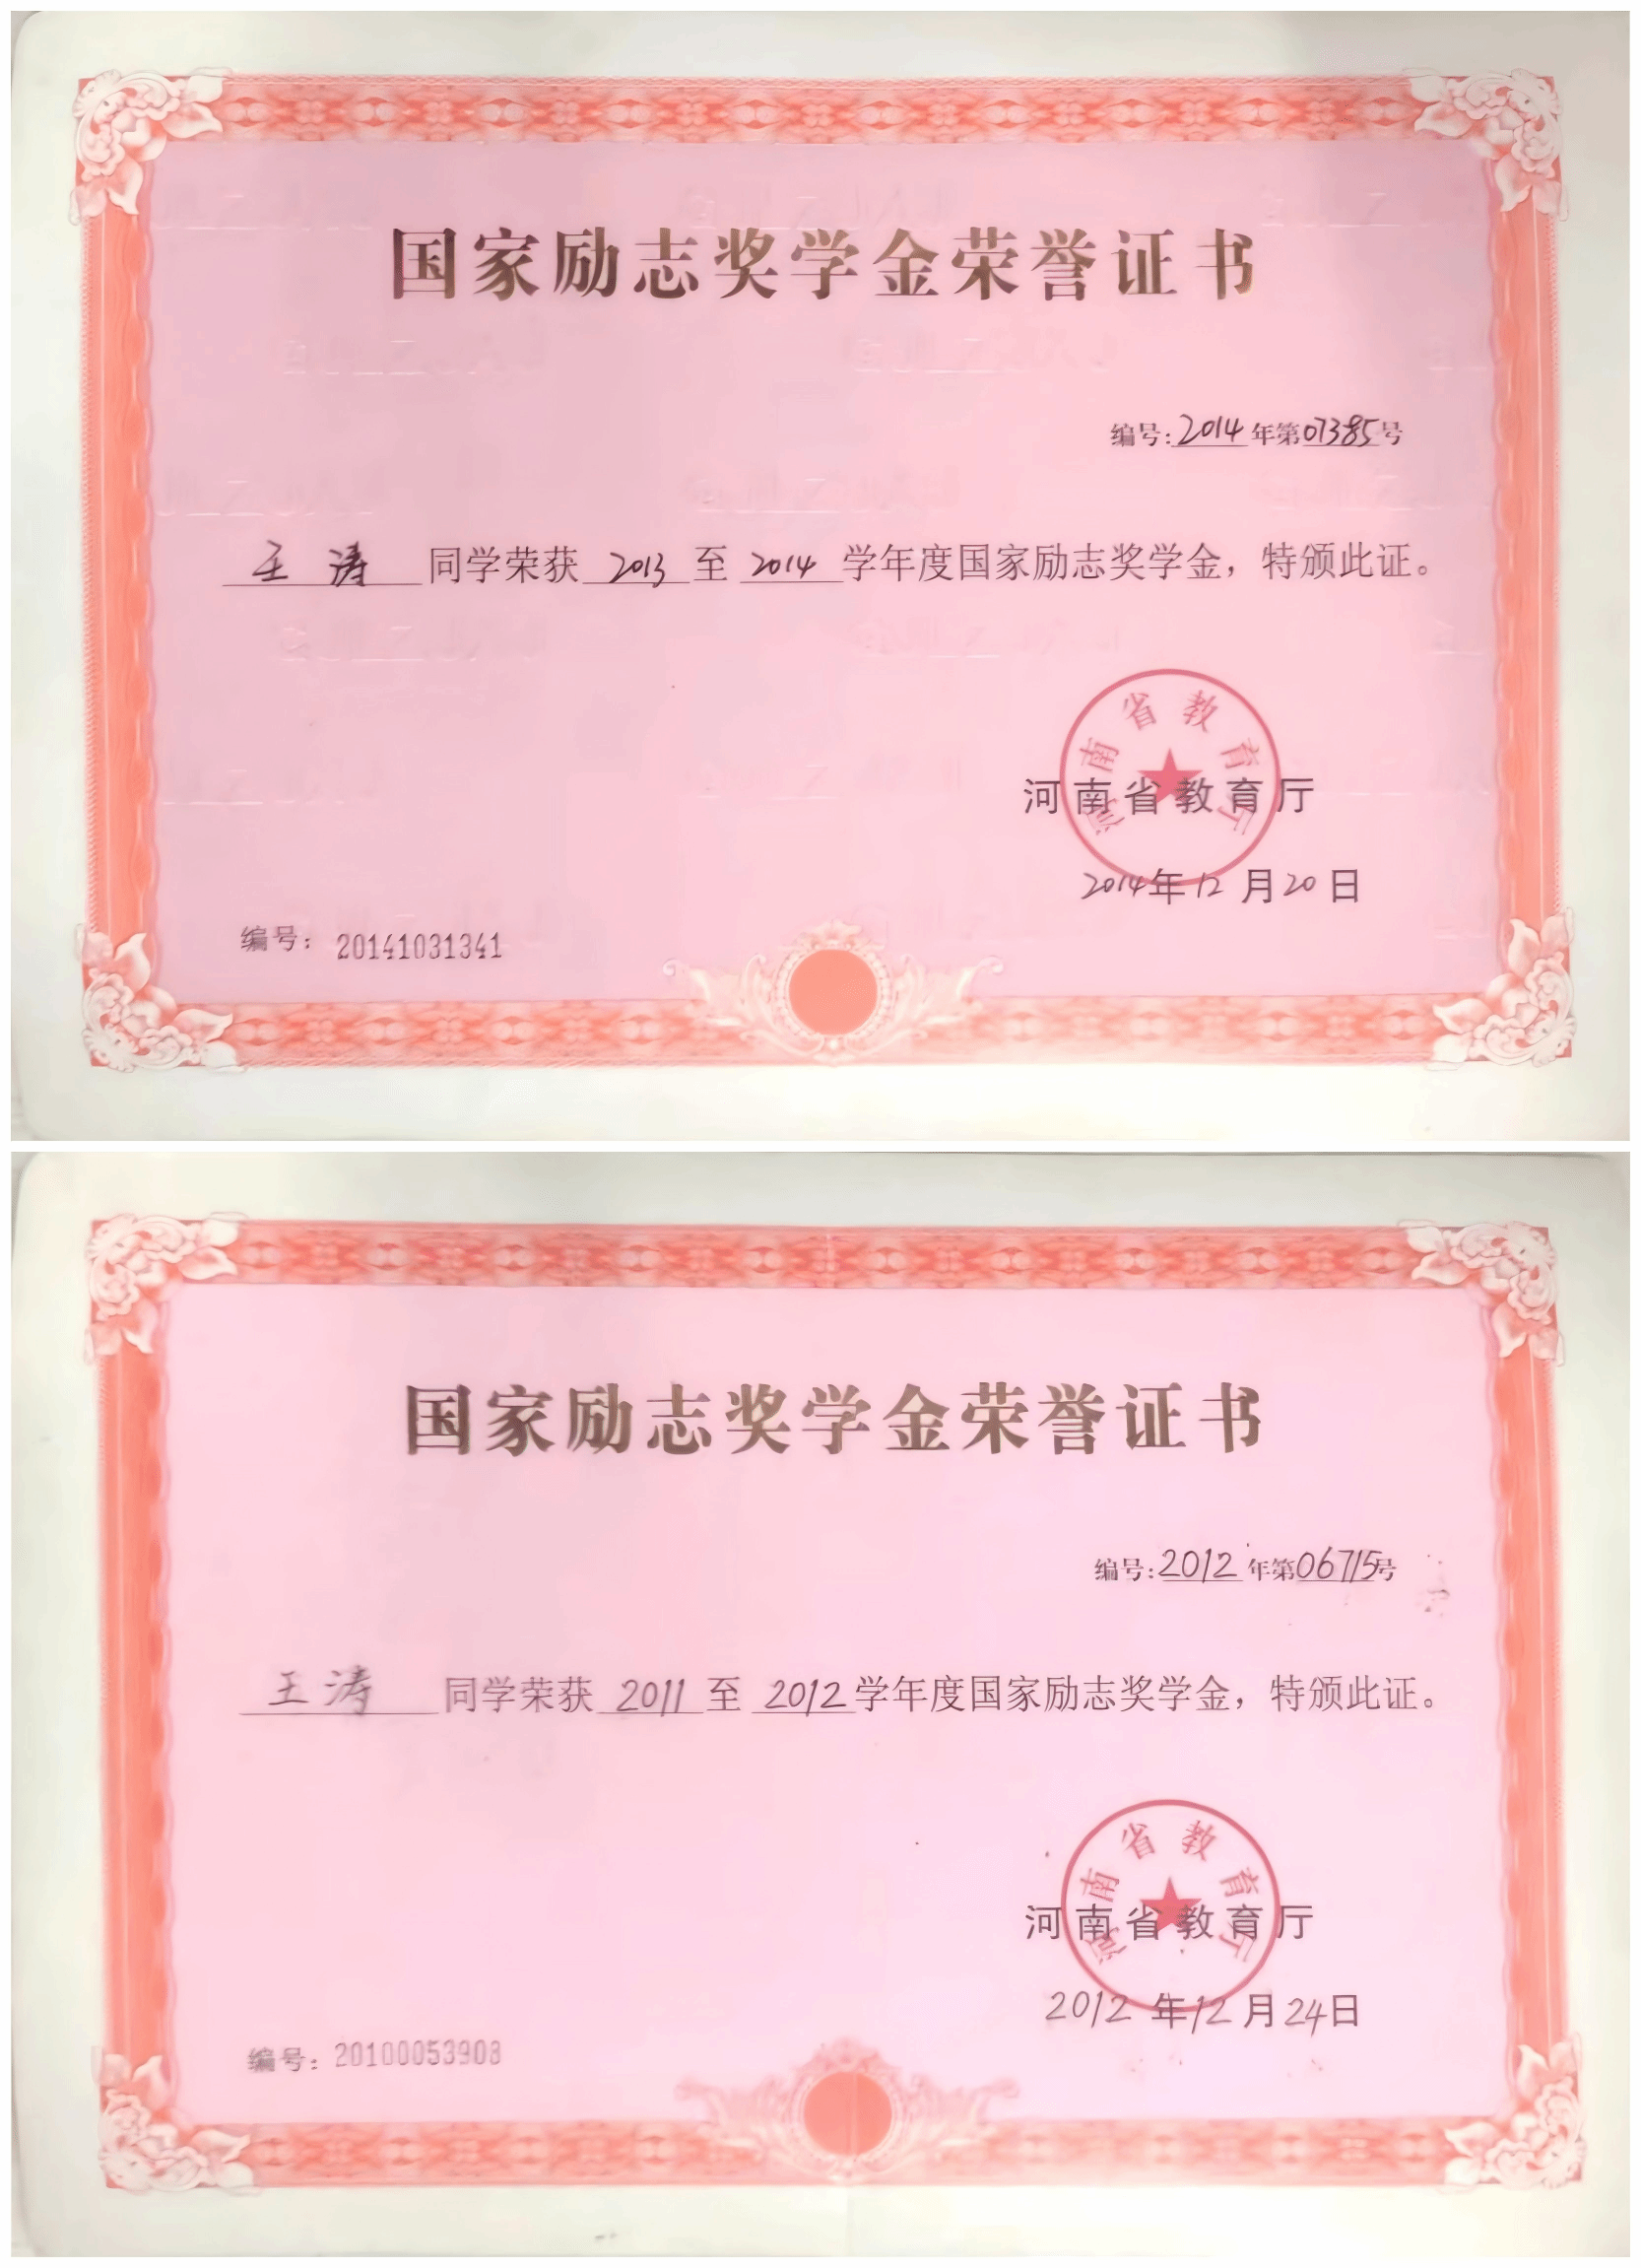 国家励志奖学金荣誉证书
编号:2014年第07385号
王涛 同学荣获 2013 至 2014 学年度国家励志奖学金，特颁此证。
河南省教育厅
河南省教育厅
2014年12月20日
编号：20141031341
国家励志奖学金荣誉证书
编号:2012年第06715号
王涛 同学荣获 2011 至 2012 学年度国家励志奖学金，特颁此证。
河南省教育厅
河南省教育厅
2012年12月24日
编号：20100053908